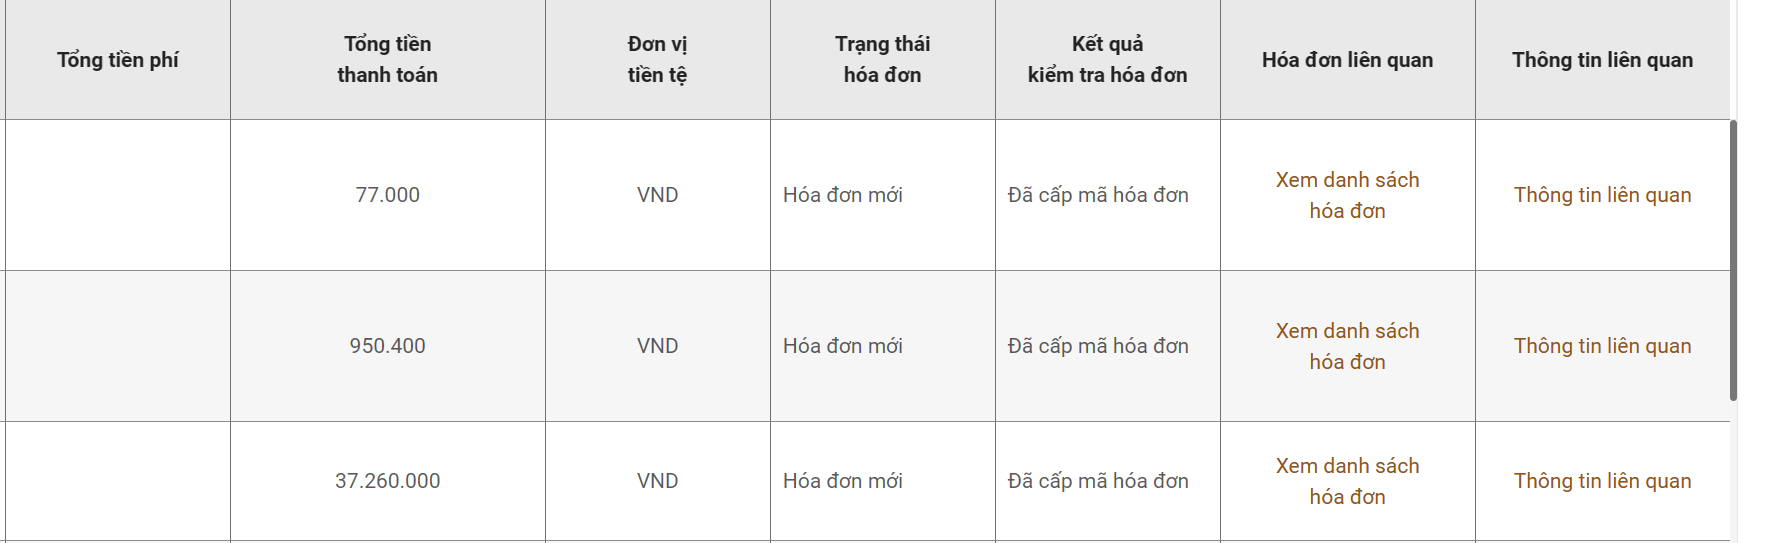 Tổng tiền phí
Tổng tiền
thanh toán
Đơn vị
tiền tệ
Trạng thái
hóa đơn
Kết quả
kiểm tra hóa đơn
Hóa đơn liên quan
Thông tin liên quan
77.000
VND
Hóa đơn mới
Đã cấp mã hóa đơn
Xem danh sách
hóa đơn
Thông tin liên quan
950.400
VND
Hóa đơn mới
Đã cấp mã hóa đơn
Xem danh sách
hóa đơn
Thông tin liên quan
37.260.000
VND
Hóa đơn mới
Đã cấp mã hóa đơn
Xem danh sách
hóa đơn
Thông tin liên quan